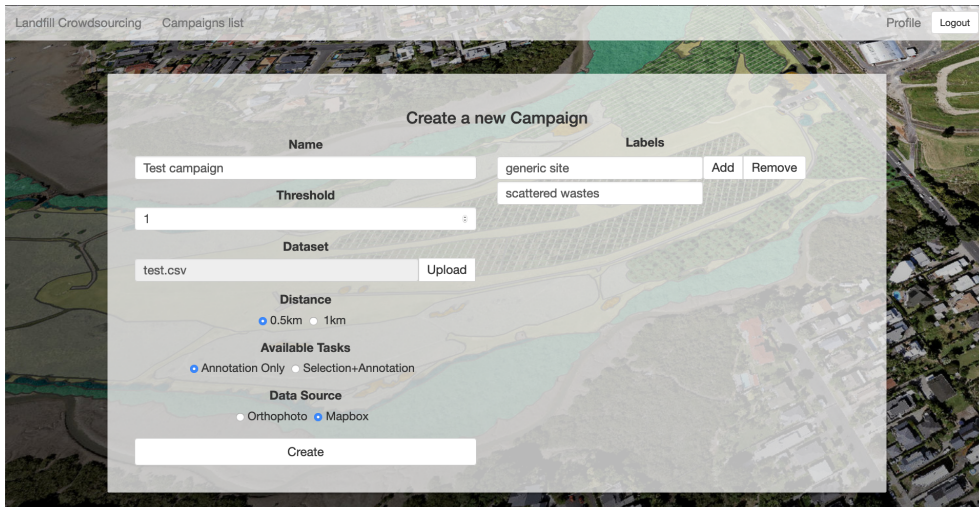 Landfill Crowdsourcing Campaigns list Profile Logout
Create a new Campaign
Name
Test campaign
Threshold
1
Dataset
test.csv Upload
Distance
0.5km 1km
Available Tasks
Annotation Only Selection+Annotation
Data Source
Orthophoto Mapbox
Create
Labels
generic site Add Remove
scattered wastes